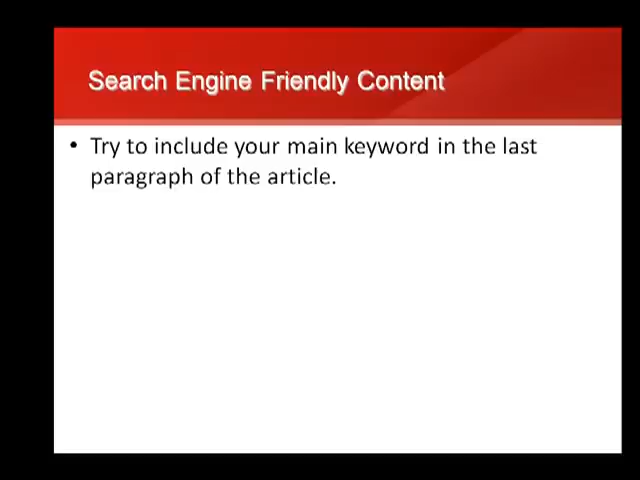 Search Engine Friendly Content
• Try to include your main keyword in the last
paragraph of the article.